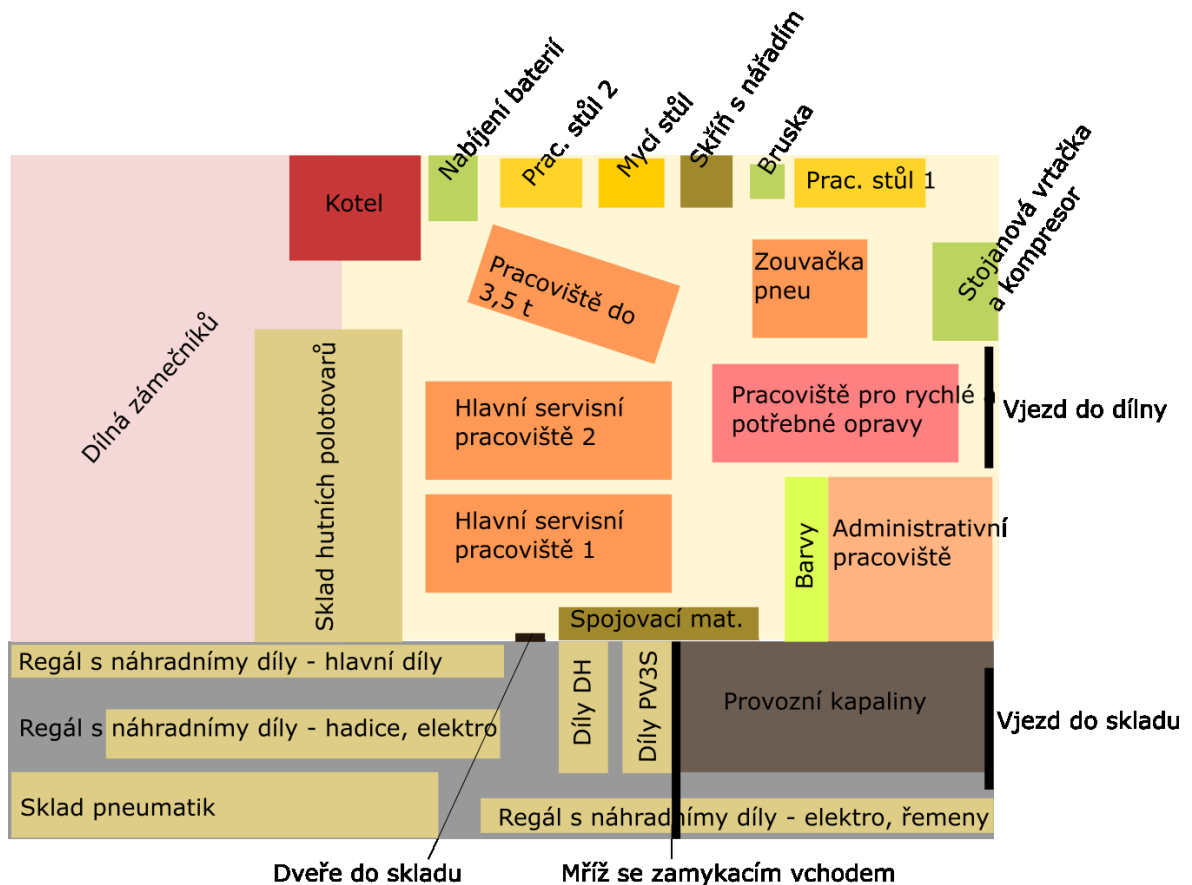 Nabíjení baterií
Prac. stůl 2
Mycí stůl
Skříň s nářadím
Bruska
Prac. stůl 1
Stojanová vrtačka
a kompresor
Kotel
Pracoviště do
3,5 t
Zouvačka
pneu
Dílná zámečníků
Sklad hutních polotovarů
Hlavní servisní
pracoviště 2
Pracoviště pro rychlé a
potřebné opravy
Vjezd do dílny
Hlavní servisní
pracoviště 1
Barvy
Administrativní
pracoviště
Spojovací mat.
Regál s náhradnímy díly - hlavní díly
Díly DH
Díly PV3S
Provozní kapaliny
Vjezd do skladu
Regál s náhradnímy díly - hadice, elektro
Sklad pneumatik
Regál s náhradnímy díly - elektro, řemeny
Dveře do skladu
Mříž se zamykacím vchodem